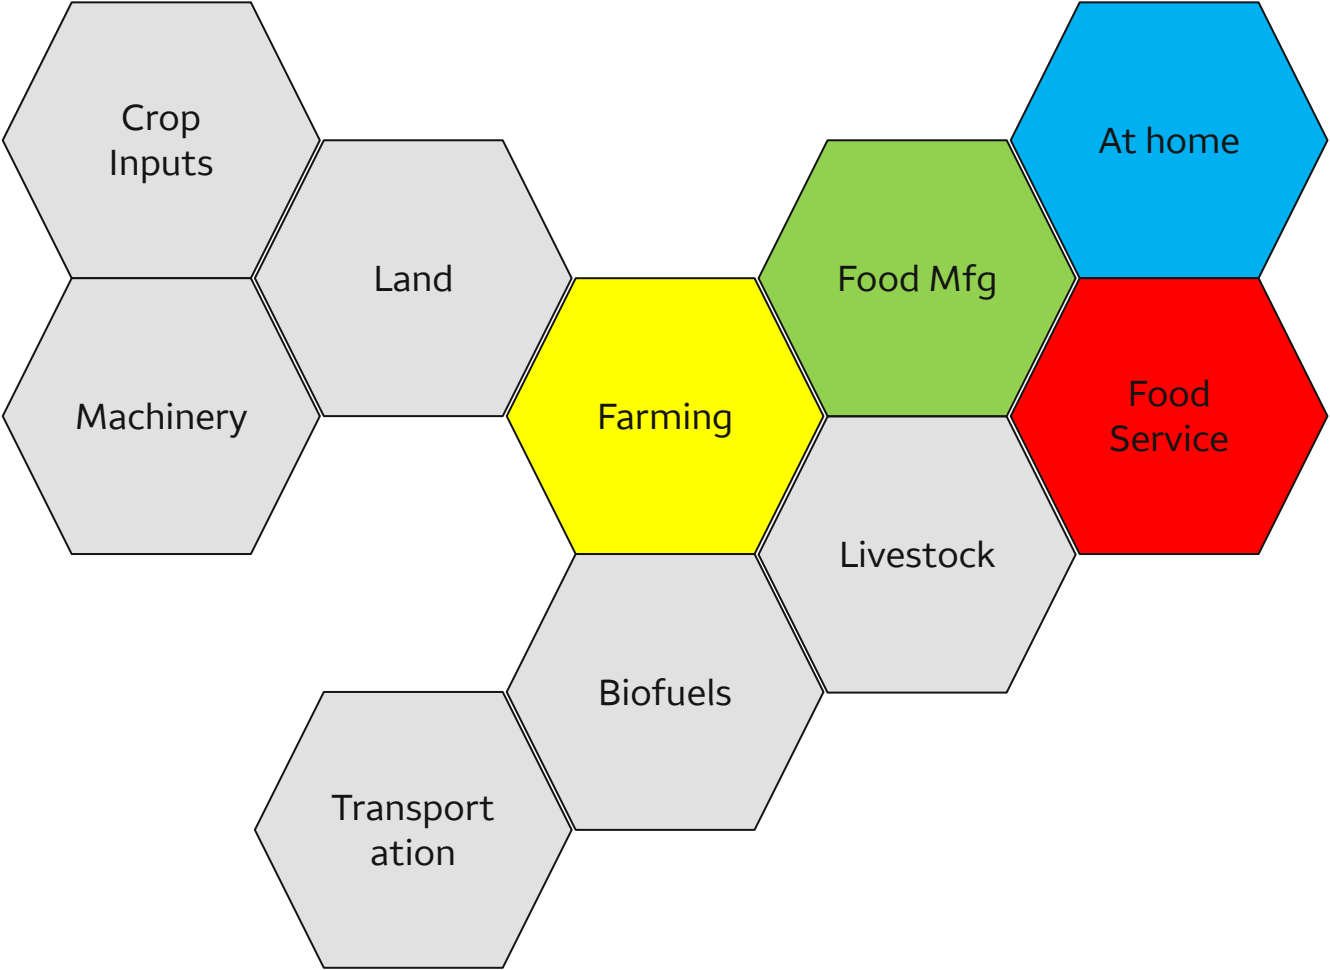 Crop
Inputs
Land
Machinery
Farming
Food Mfg
At home
Food
Service
Livestock
Biofuels
Transport
ation